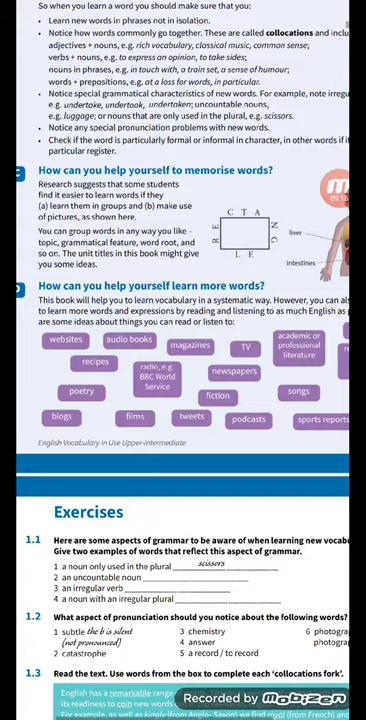 So when you learn a word you should make sure that you:
• Learn new words in phrases not in isolation.
• Notice how words commonly go together. These are called collocations and inclu
adjectives + nouns, e.g. rich vocabulary, classical music, common sense;
verbs + nouns, e.g. to express an opinion, to take sides;
nouns in phrases, e.g. in touch with, a train set, a sense of humour;
words + prepositions, e.g. at a loss for words, in particular.
• Notice special grammatical characteristics of new words. For example, note irregu
e.g. undertake, undertook, undertaken; uncountable nouns,
e.g. luggage; or nouns that are only used in the plural, e.g. scissors.
• Notice any special pronunciation problems with new words.
• Check if the word is particularly formal or informal in character, in other words if it
particular register.
C How can you help yourself to memorise words?
Research suggests that some students
find it easier to learn words if they
(a) learn them in groups and (b) make use
of pictures, as shown here.
You can group words in any way you like -
topic, grammatical feature, word root, and
so on. The unit titles in this book might give
you some ideas.
C T A
R E
N G
L E
09:16
liver
intestines
D How can you help yourself learn more words?
This book will help you to learn vocabulary in a systematic way. However, you can als
to learn more words and expressions by reading and listening to as much English as
are some ideas about things you can read or listen to:
websites
audio books
magazines
TV
academic or
professional
literature
recipes
radio, e.g.
BBC World
Service
newspapers
poetry
fiction
songs
blogs
films
tweets
podcasts
sports reports
English Vocabulary in Use Upper-intermediate
Exercises
1.1 Here are some aspects of grammar to be aware of when learning new vocabu
Give two examples of words that reflect this aspect of grammar.
1 a noun only used in the plural scissors
2 an uncountable noun
3 an irregular verb
4 a noun with an irregular plural
1.2 What aspect of pronunciation should you notice about the following words?
1 subtle the b is silent
(not pronounced)
2 catastrophe
3 chemistry
4 answer
5 a record / to record
6 photogra
photograp
1.3 Read the text. Use words from the box to complete each 'collocations fork'.
English has a remarkable range
its readiness to coin new words
For example, as well as kingly (from Anglo-Saxon) we find royal (from French) and
Recorded by mobizen